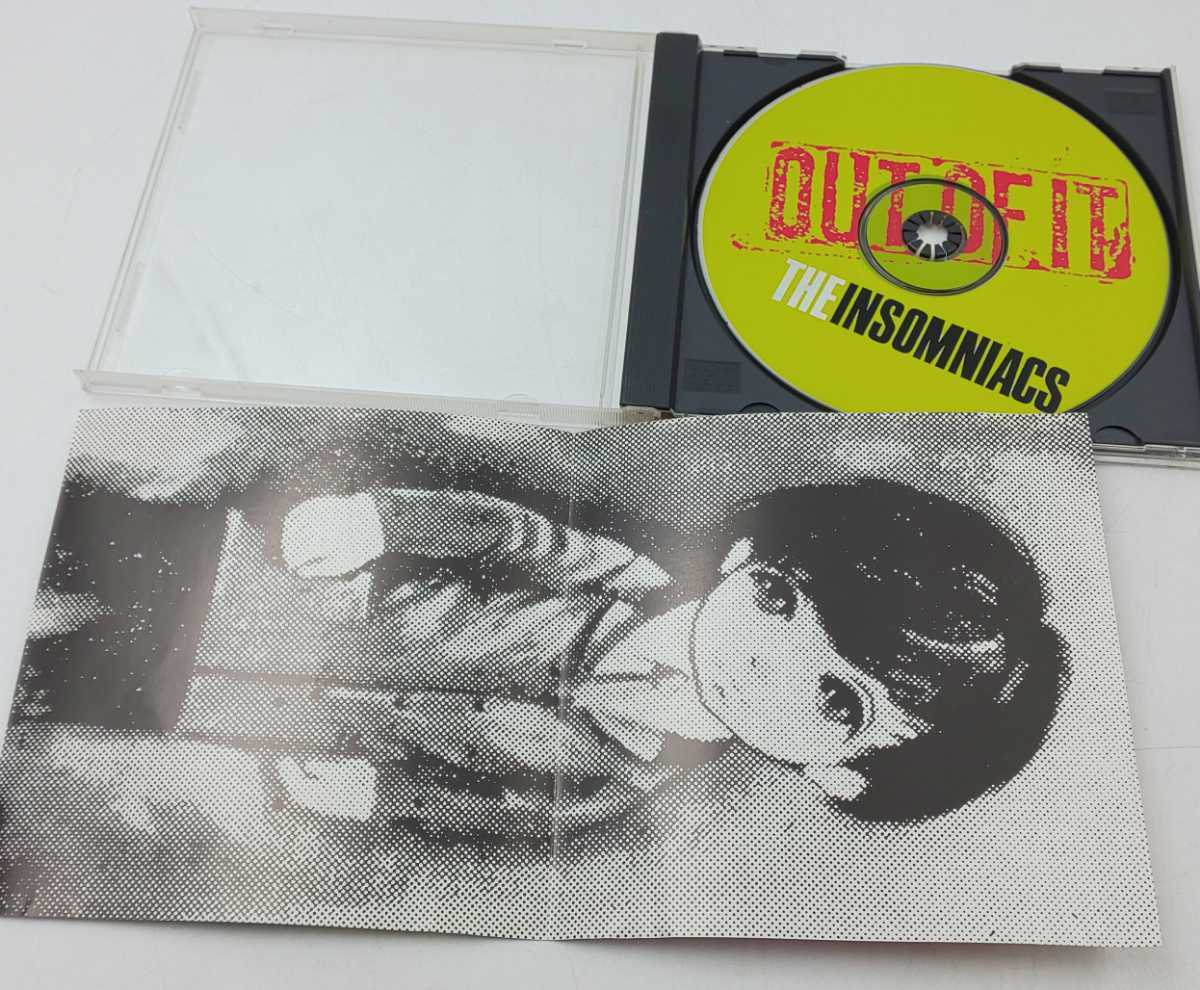 OUT OF IT
THE INSOMNIACS